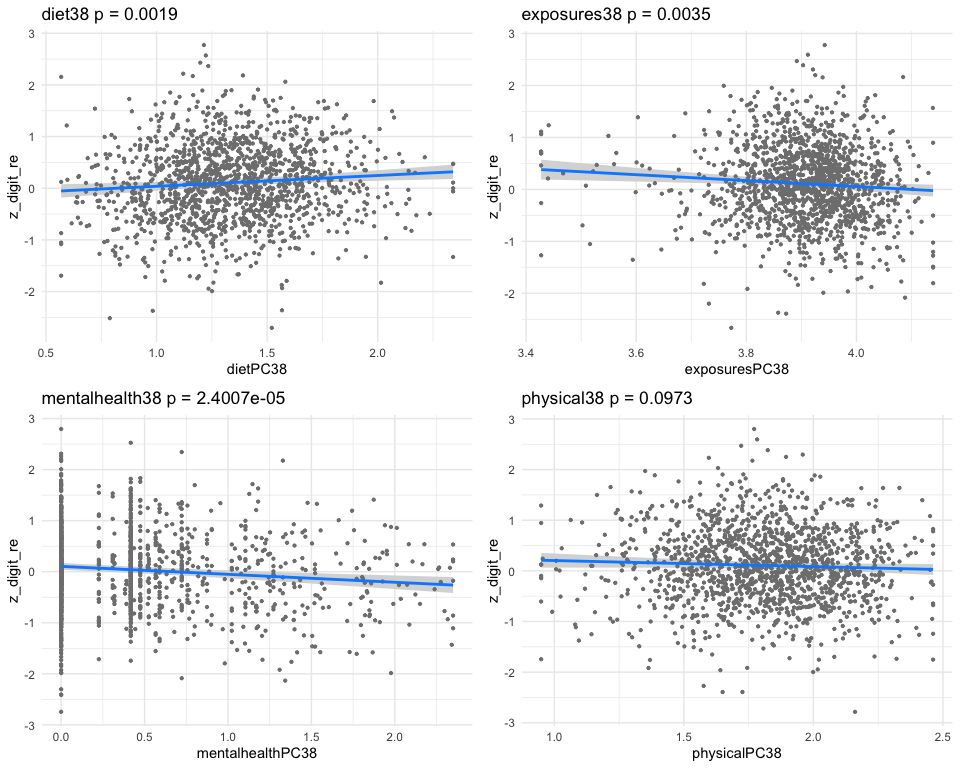 diet38 p = 0.0019
z_digit_re
3
2
1
0
-1
-2
0.5 1.0 1.5 2.0
dietPC38
exposures38 p = 0.0035
z_digit_re
3
2
1
0
-1
-2
3.4 3.6 3.8 4.0
exposuresPC38
mentalhealth38 p = 2.4007e-05
z_digit_re
3
2
1
0
-1
-2
-3
0.0 0.5 1.0 1.5 2.0
mentalhealthPC38
physical38 p = 0.0973
z_digit_re
3
2
1
0
-1
-2
-3
1.0 1.5 2.0 2.5
physicalPC38